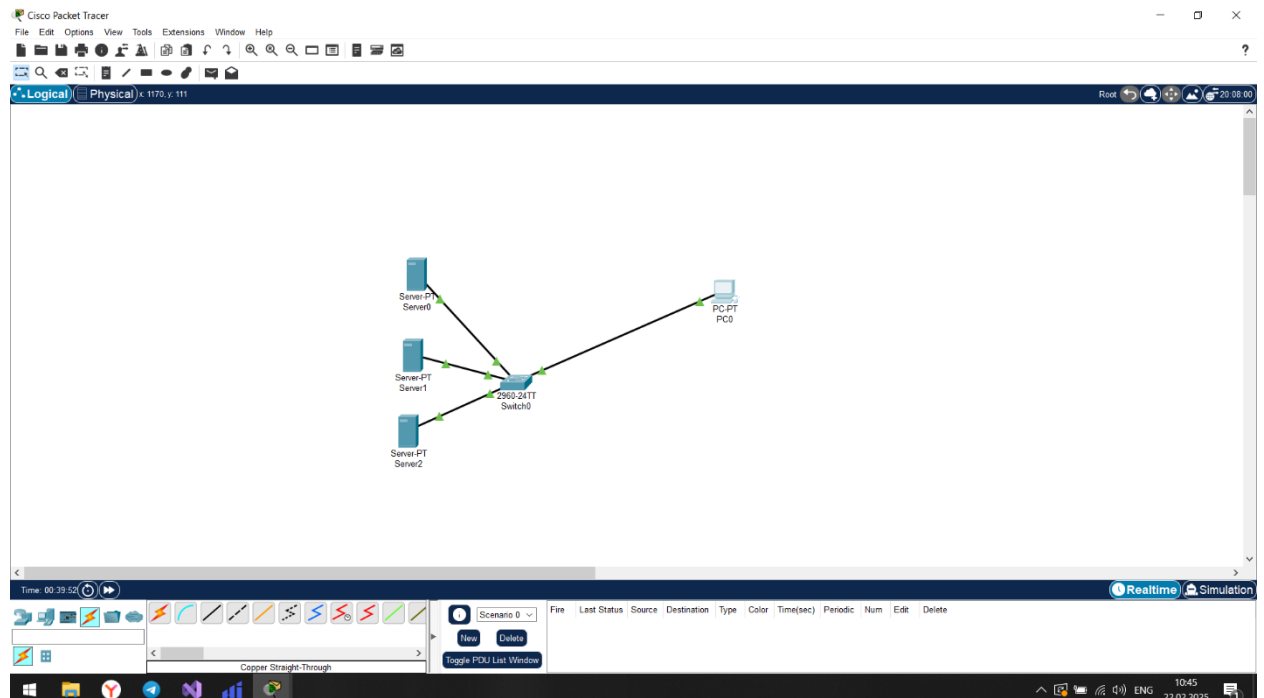 Cisco Packet Tracer
File Edit Options View Tools Extensions Window Help
?
Logical Physical x: 1170, y: 111 Root 20:08:00
Server-PT
Server0
PC-PT
PC0
Server-PT
Server1
2960-24TT
Switch0
Server-PT
Server2
Time: 00:39:52 Realtime Simulation
Scenario 0 Fire Last Status Source Destination Type Color Time(sec) Periodic Num Edit Delete
New Delete
Toggle PDU List Window
Copper Straight-Through
10:45
ENG